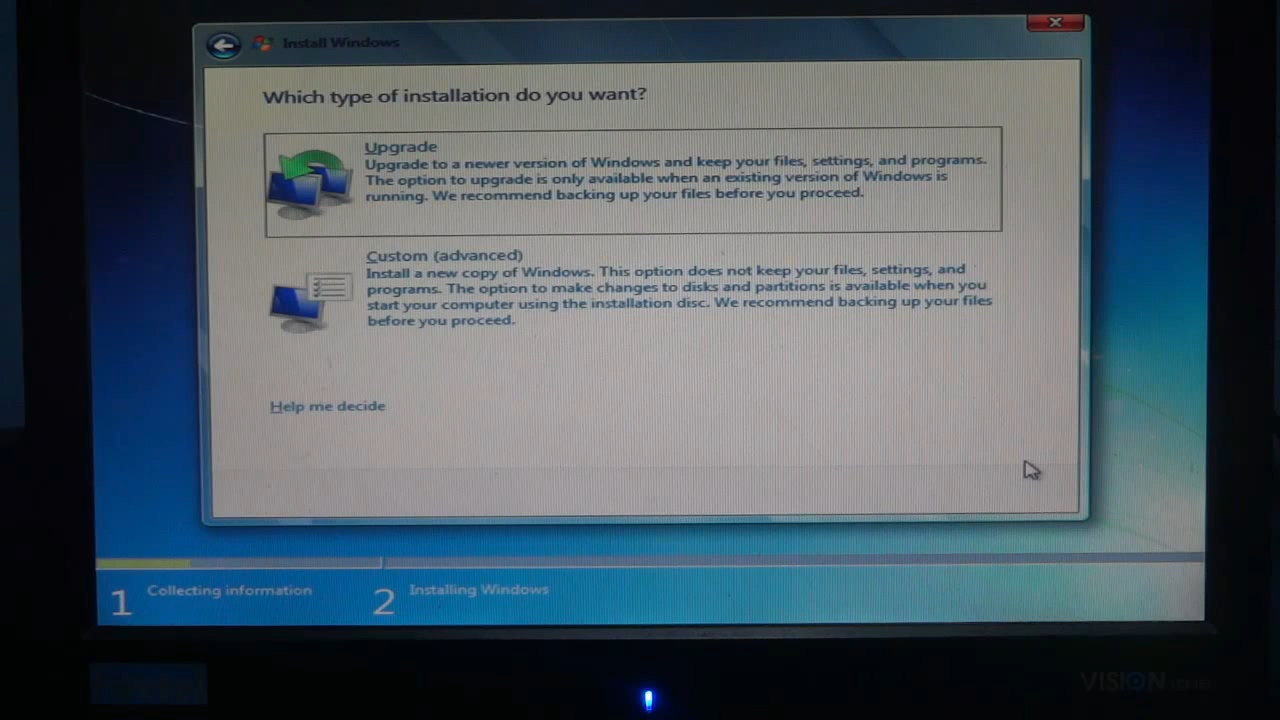 Install Windows
Which type of installation do you want?
Upgrade
Upgrade to a newer version of Windows and keep your files, settings, and programs.
The option to upgrade is only available when an existing version of Windows is
running. We recommend backing up your files before you proceed.
Custom (advanced)
Install a new copy of Windows. This option does not keep your files, settings, and
programs. The option to make changes to disks and partitions is available when you
start your computer using the installation disc. We recommend backing up your files
before you proceed.
Help me decide
1 Collecting information
2 Installing Windows
VISION